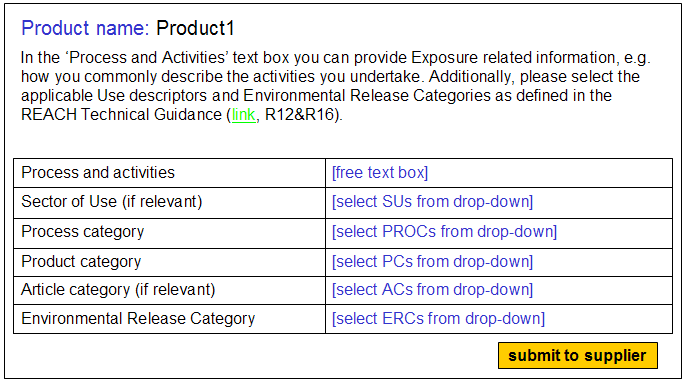 Product name: Product1
In the ‘Process and Activities’ text box you can provide Exposure related information, e.g.
how you commonly describe the activities you undertake. Additionally, please select the
applicable Use descriptors and Environmental Release Categories as defined in the
REACH Technical Guidance (link, R12&R16).
Process and activities [free text box]
Sector of Use (if relevant) [select SUs from drop-down]
Process category [select PROCs from drop-down]
Product category [select PCs from drop-down]
Article category (if relevant) [select ACs from drop-down]
Environmental Release Category [select ERCs from drop-down]
submit to supplier